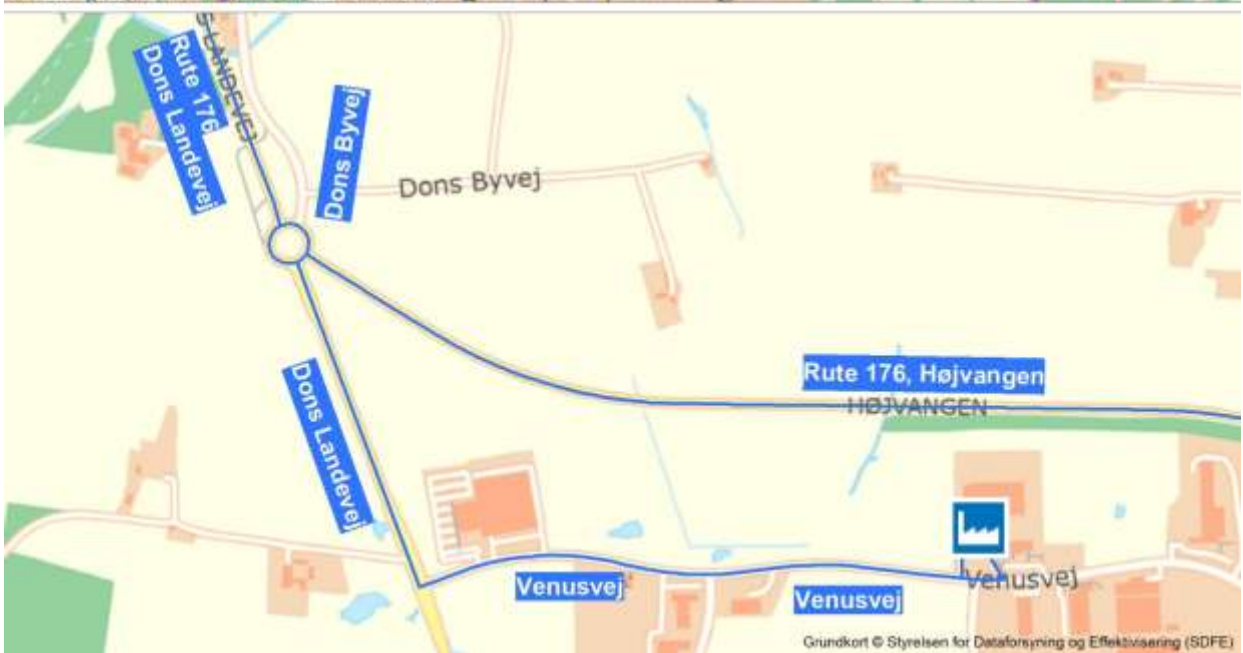 Rute 176
Dons Landevej
S LANDEVEJ
Dons Byvej
Dons Byvej
Rute 176, Højvangen
HØJVANGEN
Dons Landevej
Venusvej
Venusvej
Venusvej
Grundkort © Styrelsen for Dataforsyning og Effektivisering (SDFE)